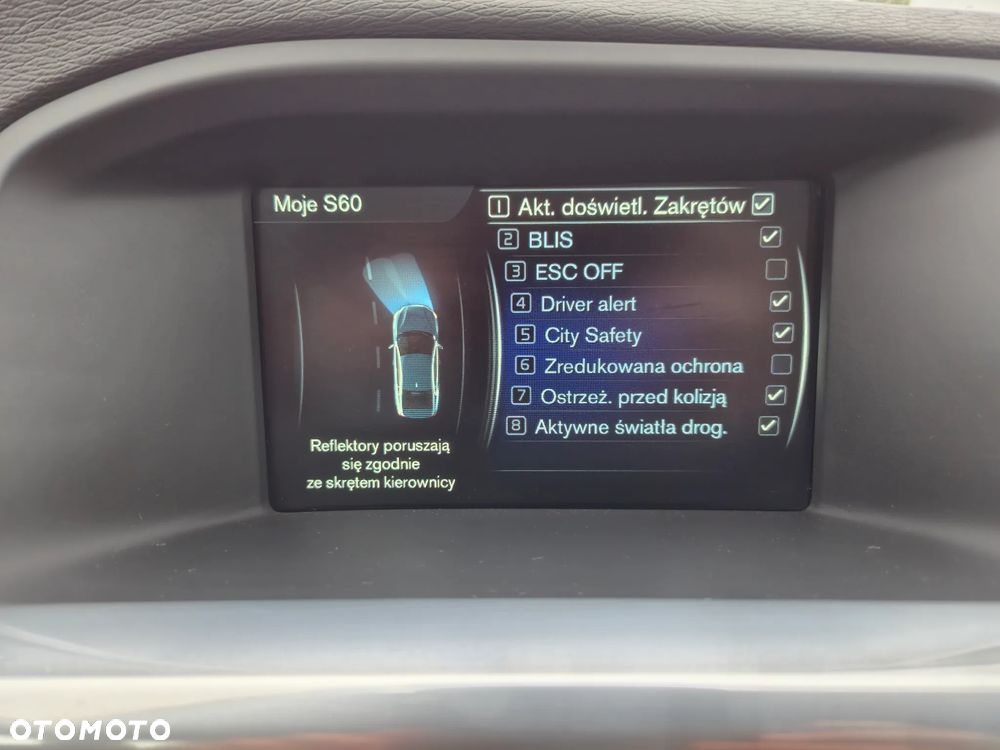 Moje S60
1 Akt. doświetl. Zakrętów
2 BLIS
3 ESC OFF
4 Driver alert
5 City Safety
6 Zredukowana ochrona
7 Ostrzeż. przed kolizją
8 Aktywne światła drog.
Reflektory poruszają
się zgodnie
ze skrętem kierownicy
OTOMOTO